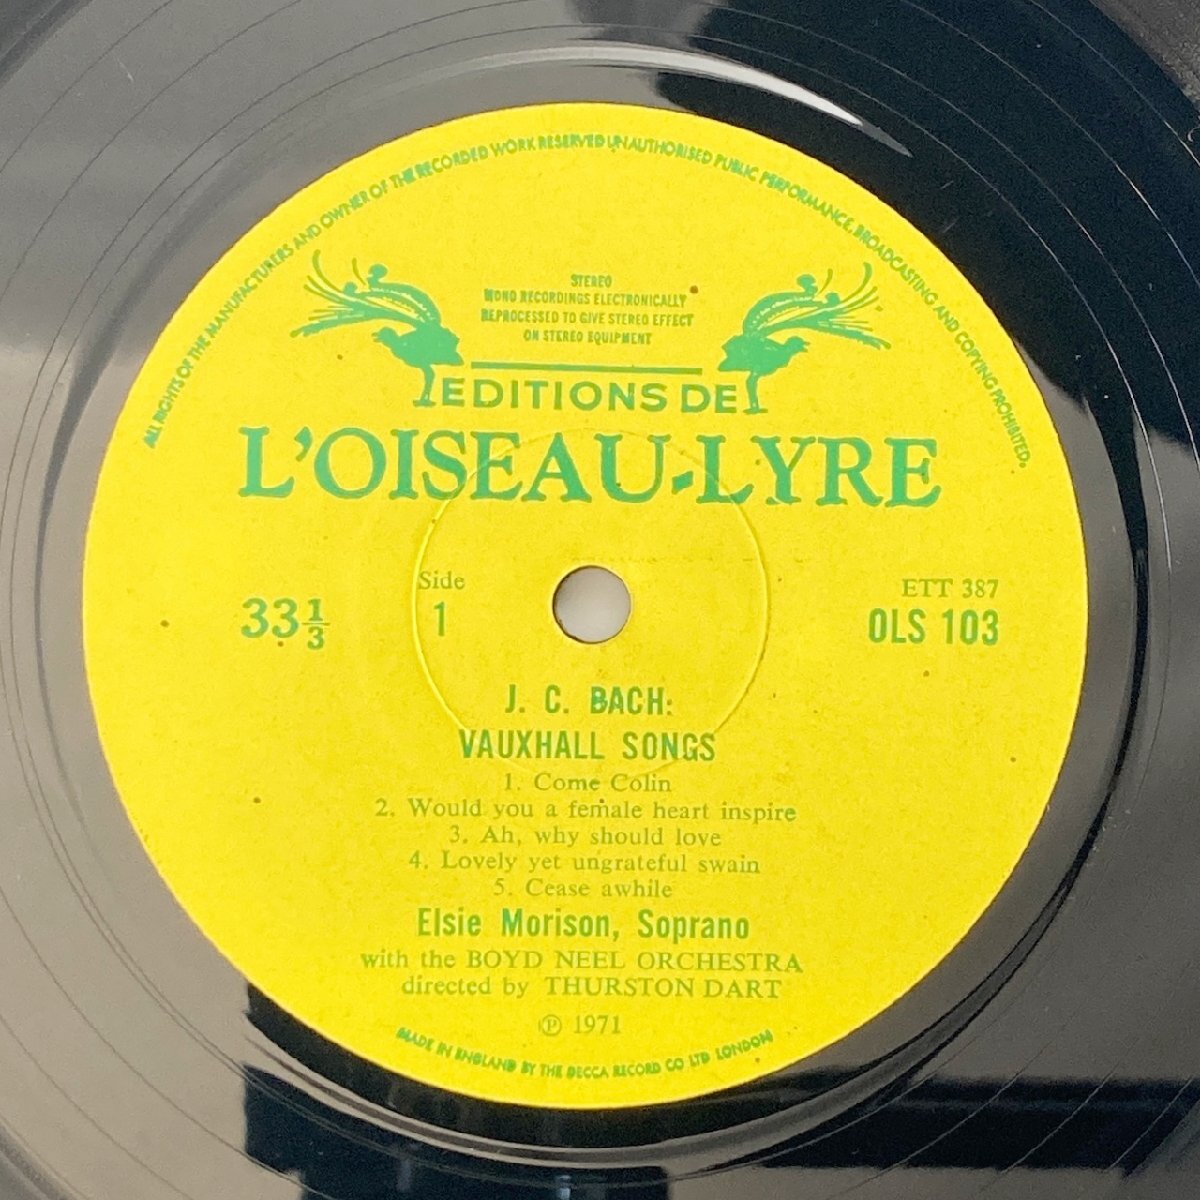 ALL RIGHTS OF THE MANUFACTURERS AND OWNER OF THE RECORDED WORK RESERVED UNAUTHORISED PUBLIC PERFORMANCE, BROADCASTING AND COPYING PROHIBITED.
STEREO
MONO RECORDINGS ELECTRONICALLY
REPROCESSED TO GIVE STEREO EFFECT
ON STEREO EQUIPMENT
EDITIONS DE
L'OISEAU-LYRE
33⅓
Side
1
ETT 387
OLS 103
J. C. BACH:
VAUXHALL SONGS
1. Come Colin
2. Would you a female heart inspire
3. Ah, why should love
4. Lovely yet ungrateful swain
5. Cease awhile
Elsie Morison, Soprano
with the BOYD NEEL ORCHESTRA
directed by THURSTON DART
℗ 1971
MADE IN ENGLAND BY THE DECCA RECORD CO LTD LONDON